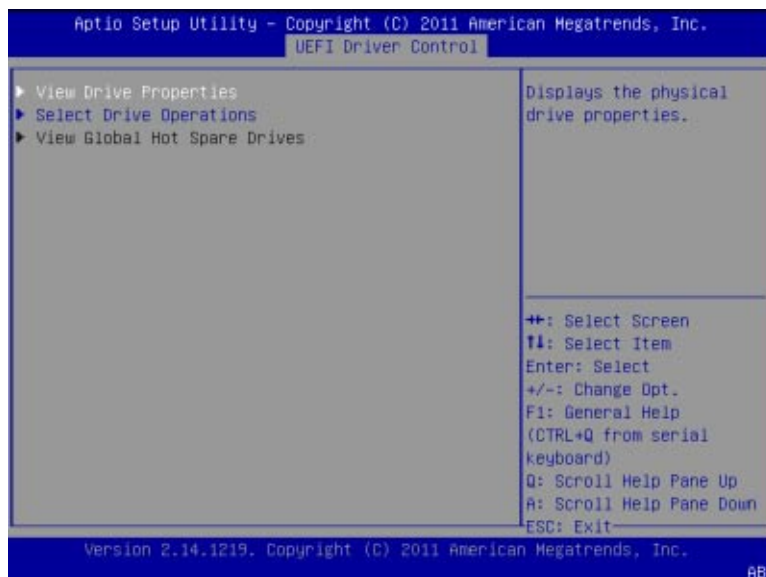 Aptio Setup Utility – Copyright (C) 2011 American Megatrends, Inc.
UEFI Driver Control
View Drive Properties
Select Drive Operations
View Global Hot Spare Drives
Displays the physical
drive properties.
→←: Select Screen
↑↓: Select Item
Enter: Select
+/-: Change Opt.
F1: General Help
(CTRL+Q from serial
keyboard)
Q: Scroll Help Pane Up
A: Scroll Help Pane Down
ESC: Exit
Version 2.14.1219. Copyright (C) 2011 American Megatrends, Inc.
AB